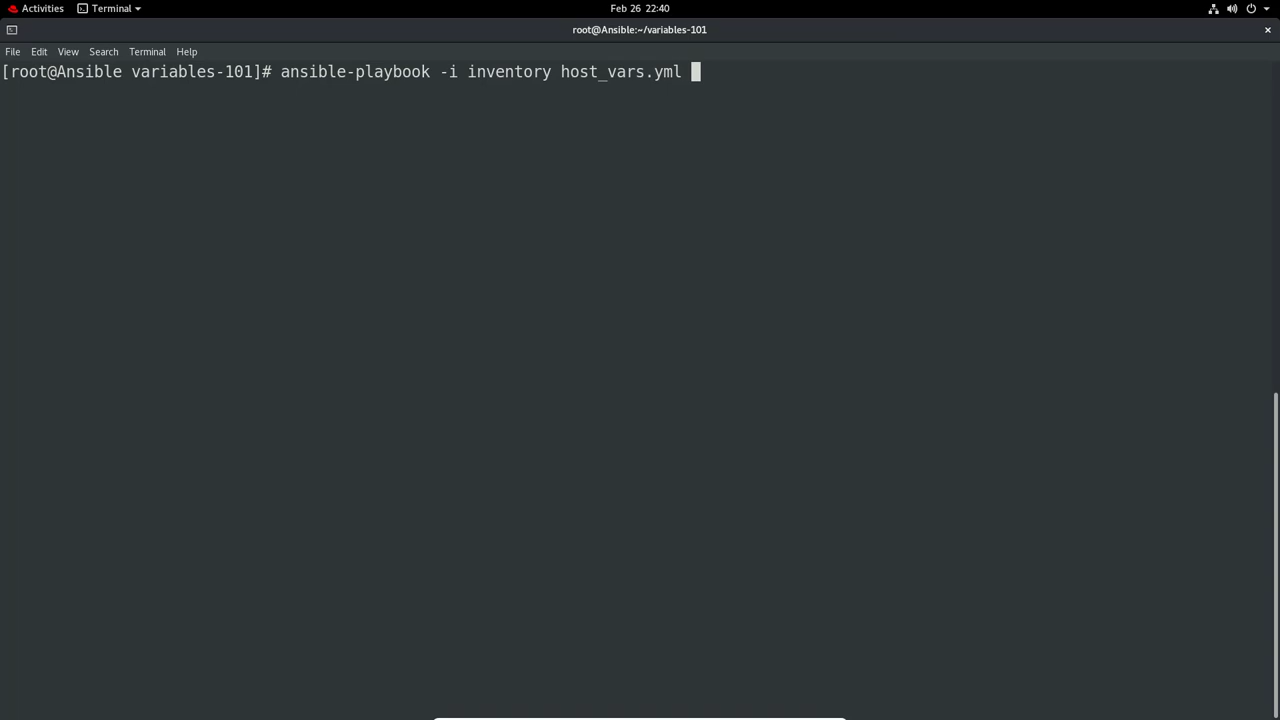 Activities Terminal Feb 26 22:40
root@Ansible:~/variables-101 ×
File Edit View Search Terminal Help
[root@Ansible variables-101]# ansible-playbook -i inventory host_vars.yml